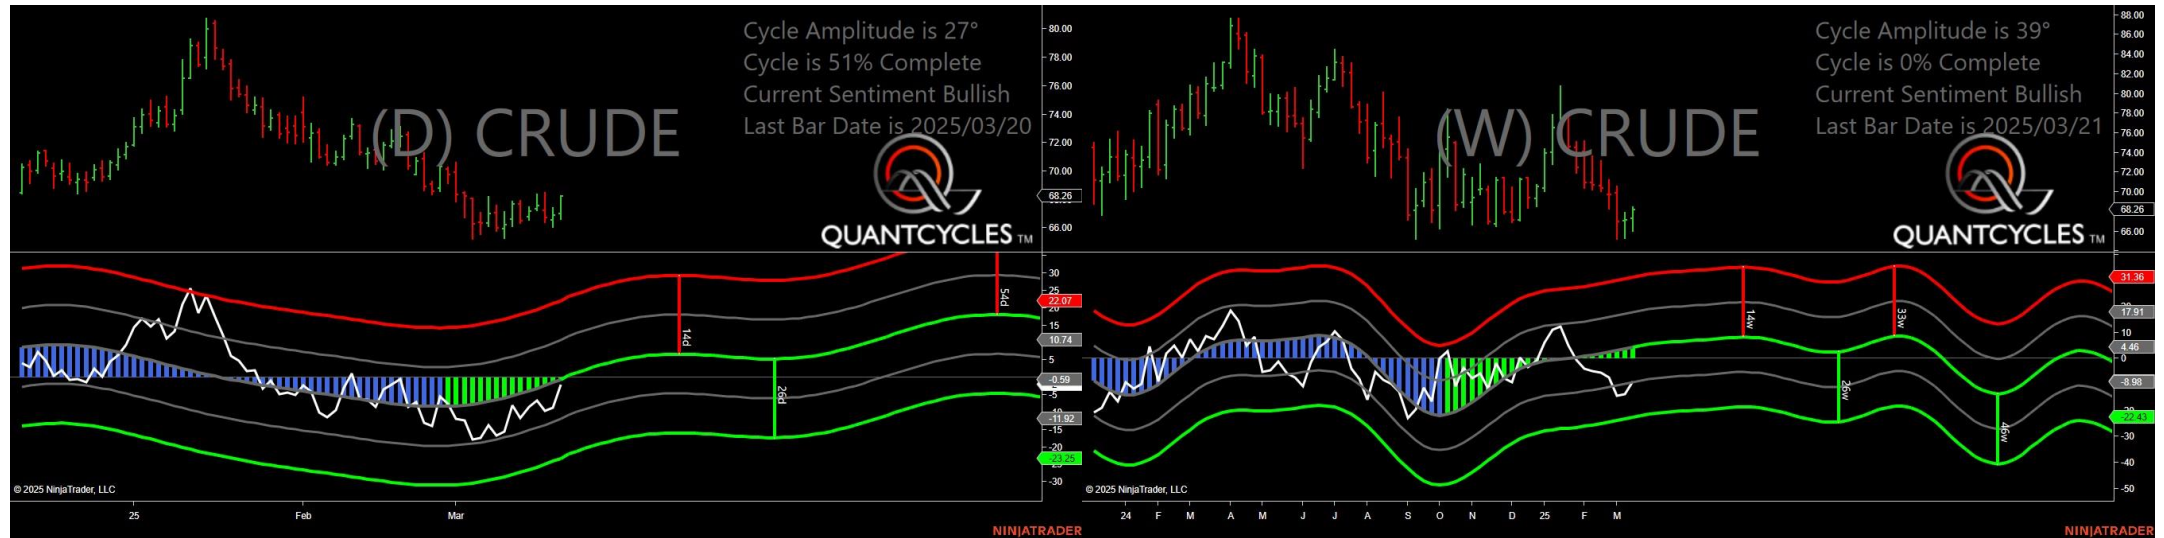 Cycle Amplitude is 27°
Cycle is 51% Complete
Current Sentiment Bullish
Last Bar Date is 2025/03/20
(D) CRUDE
QUANTCYCLES TM
80.00
78.00
76.00
74.00
72.00
70.00
68.26
66.00
14d
26d
54d
30
25
22.07
20
15
10.74
5
-0.59
-5
-11.92
-15
-20
-23.25
-30
© 2025 NinjaTrader, LLC
25 Feb Mar
NINJATRADER
Cycle Amplitude is 39°
Cycle is 0% Complete
Current Sentiment Bullish
Last Bar Date is 2025/03/21
(W) CRUDE
QUANTCYCLES TM
88.00
86.00
84.00
82.00
80.00
78.00
76.00
74.00
72.00
70.00
68.26
66.00
14w
26w
33w
46w
31.36
17.91
10
4.46
0
-8.98
-22.43
-30
-40
-50
© 2025 NinjaTrader, LLC
24 F M A M J J A S O N D 25 F M
NINJATRADER